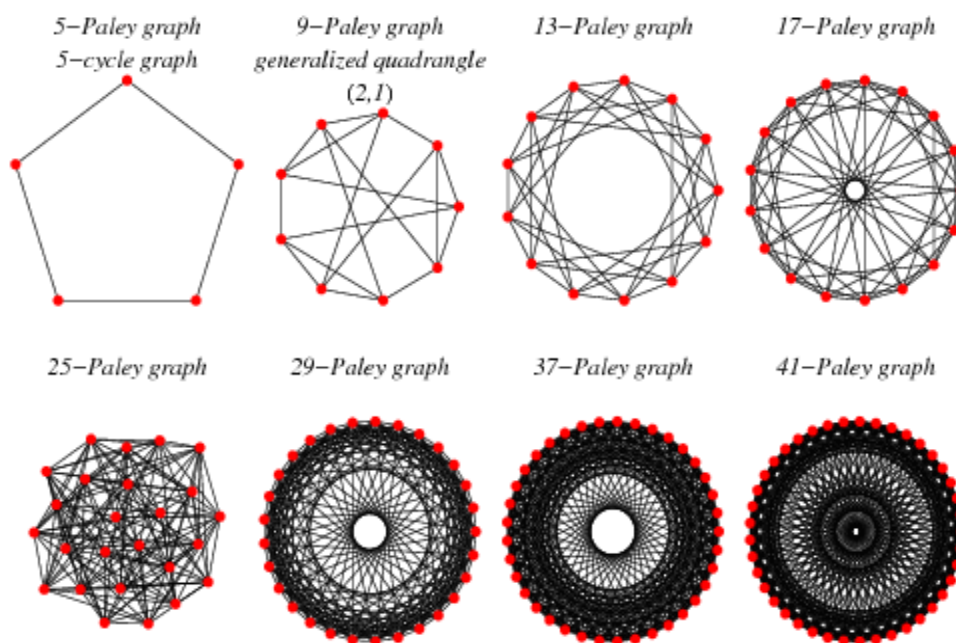 5−Paley graph
5−cycle graph
9−Paley graph
generalized quadrangle
(2,1)
13−Paley graph
17−Paley graph
25−Paley graph
29−Paley graph
37−Paley graph
41−Paley graph